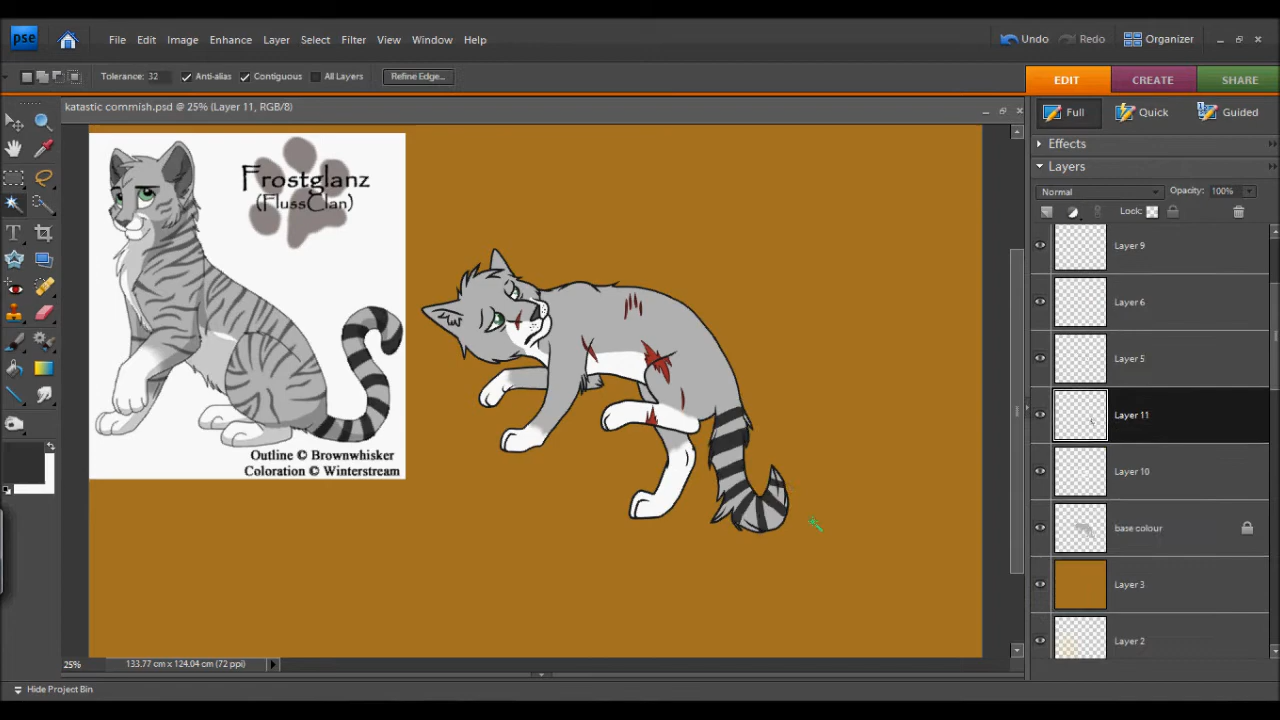 pse
File Edit Image Enhance Layer Select Filter View Window Help
Undo Redo Organizer
Tolerance: 32 Anti-alias Contiguous All Layers Refine Edge...
EDIT CREATE SHARE
katastic commish.psd @ 25% (Layer 11, RGB/8)
Full Quick Guided
Effects
Layers
Normal Opacity: 100%
Lock:
Frostglanz
(FlussClan)
Outline © Brownwhisker
Coloration © Winterstream
Layer 9
Layer 6
Layer 5
Layer 11
Layer 10
base colour
Layer 3
Layer 2
25% 133.77 cm x 124.04 cm (72 ppi)
Hide Project Bin